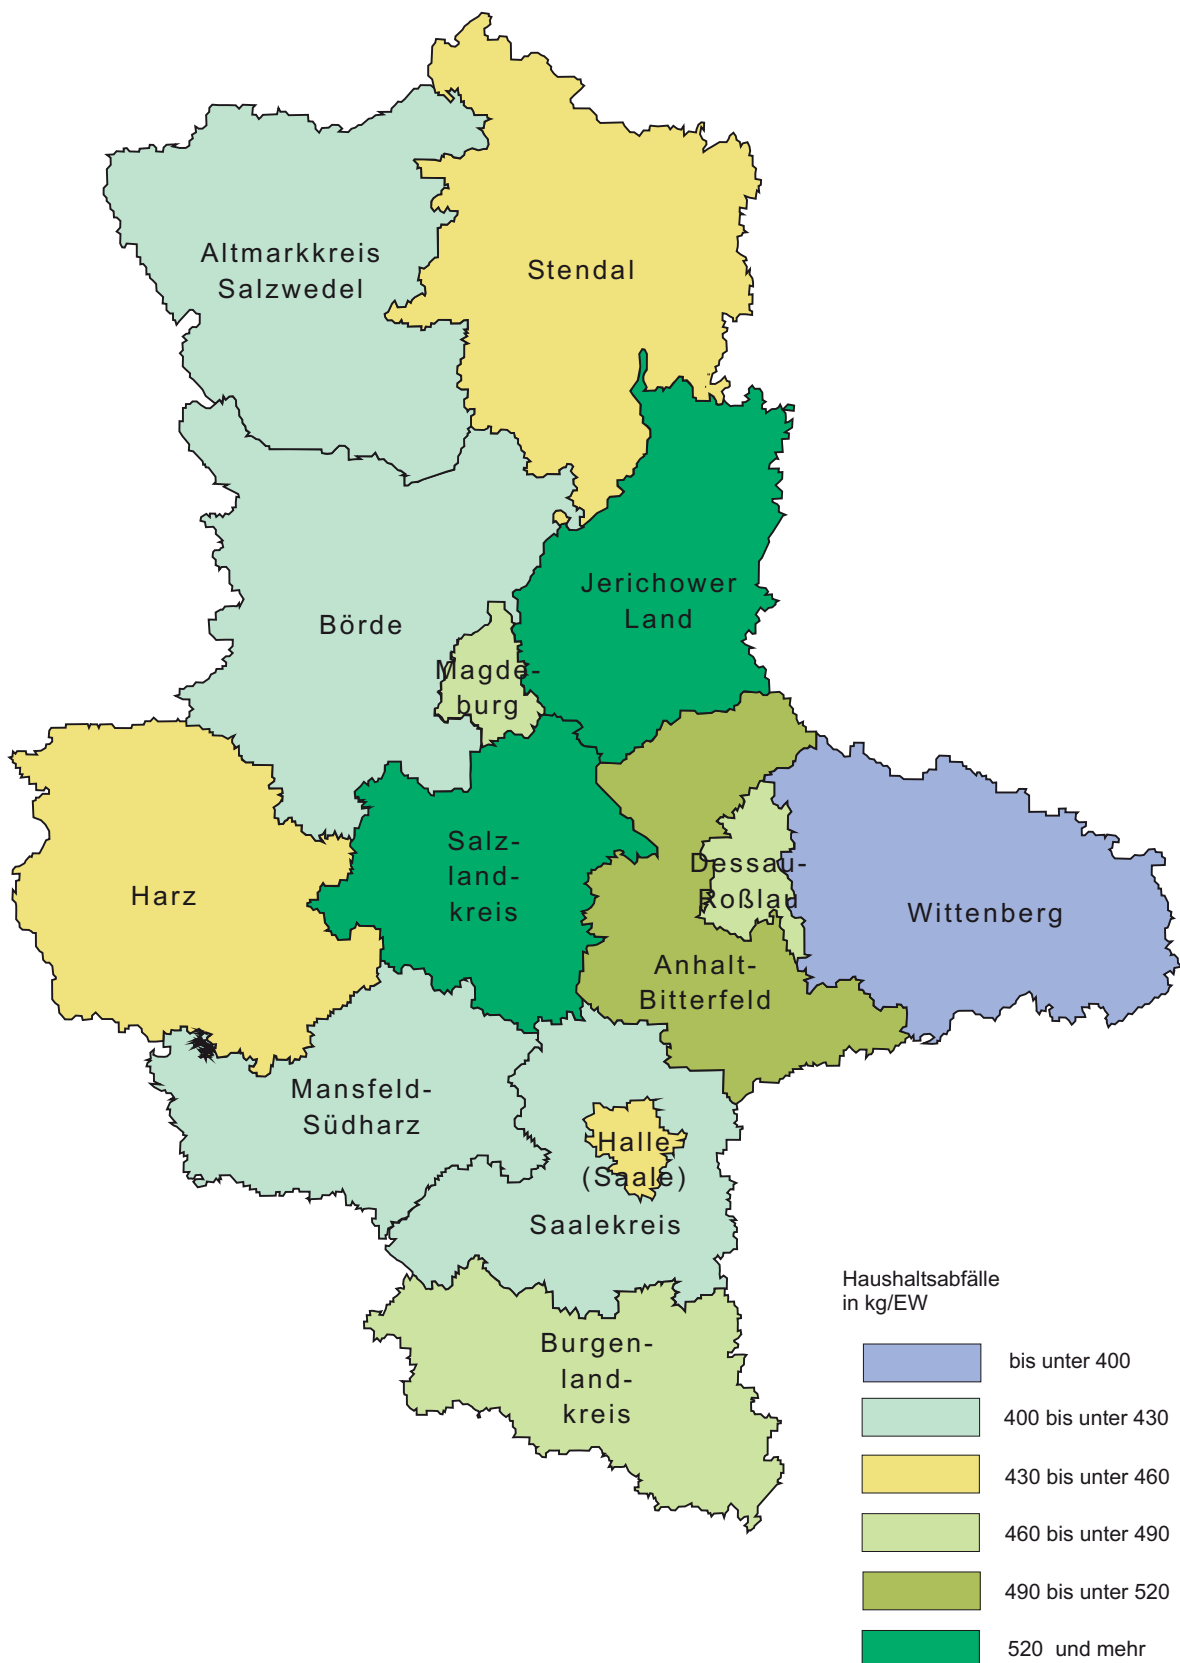 Altmarkkreis
Salzwedel
Stendal
Jerichower
Land
Börde
Magde-
burg
Salz-
land-
kreis
Harz
Dessau-
Roßlau
Wittenberg
Anhalt-
Bitterfeld
Mansfeld-
Südharz
Halle
(Saale)
Saalekreis
Burgen-
land-
kreis
Haushaltsabfälle
in kg/EW
bis unter 400
400 bis unter 430
430 bis unter 460
460 bis unter 490
490 bis unter 520
520 und mehr